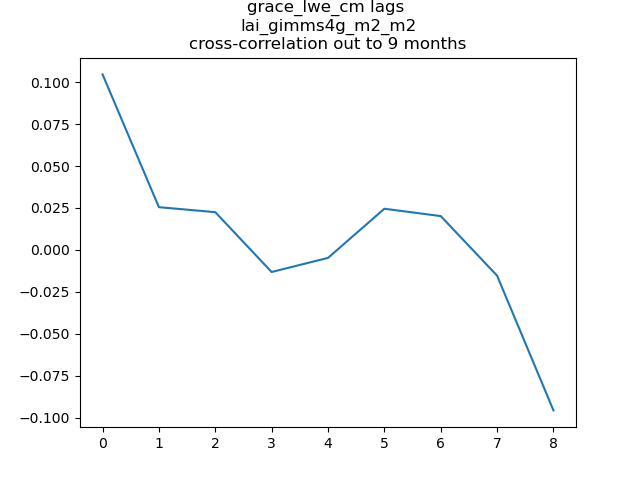 grace_lwe_cm lags
lai_gimms4g_m2_m2
cross-correlation out to 9 months
0.100
0.075
0.050
0.025
0.000
−0.025
−0.050
−0.075
−0.100
0 1 2 3 4 5 6 7 8